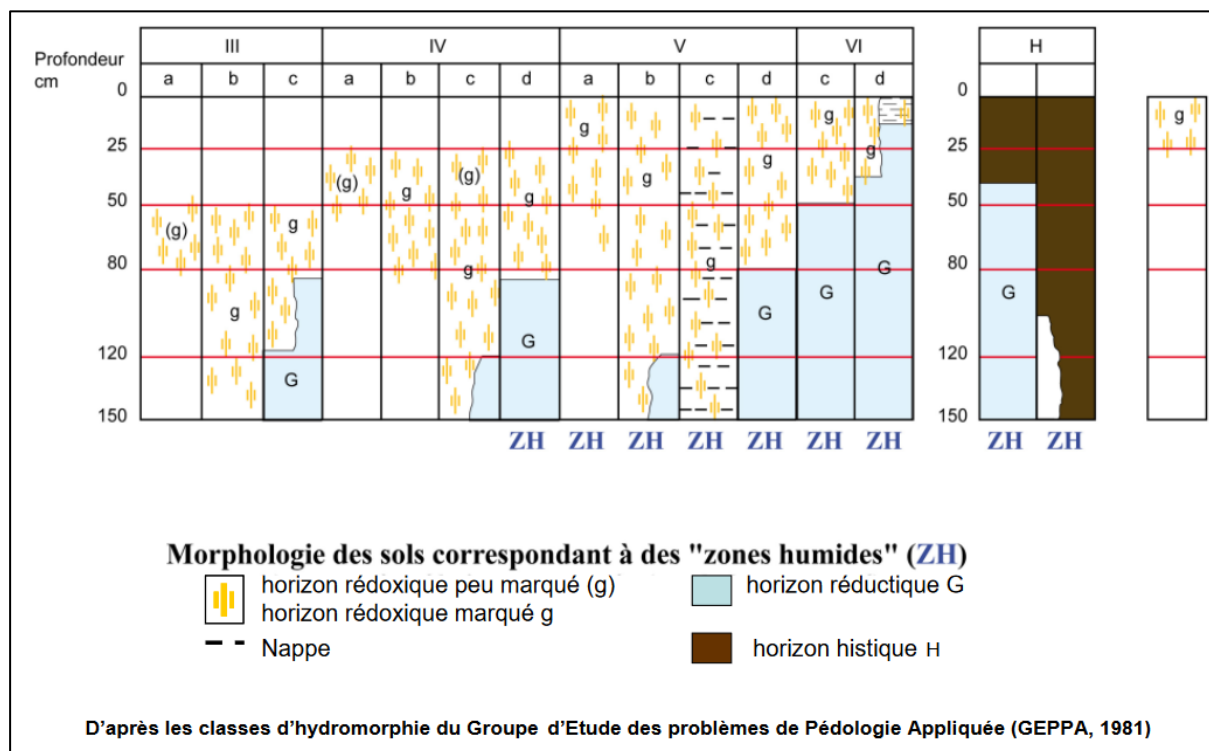 III IV V VI H
Profondeur
cm
a b c a b c d a b c d c d
0 0
25 25
50 50
80 80
120 120
150 150
(g) g g G
(g) g (g) g g G
g g g g G
g G g G
G
ZH ZH ZH ZH ZH ZH ZH ZH ZH
g
Morphologie des sols correspondant à des "zones humides" (ZH)
horizon rédoxique peu marqué (g)
horizon rédoxique marqué g
horizon réductique G
Nappe
horizon histique H
D'après les classes d'hydromorphie du Groupe d'Etude des problèmes de Pédologie Appliquée (GEPPA, 1981)